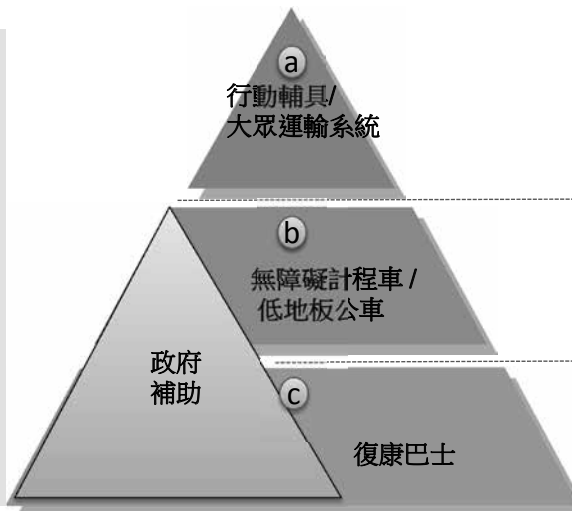 a
行動輔具/
大眾運輸系統
b
無障礙計程車/
低地板公車
政府
補助
c
復康巴士